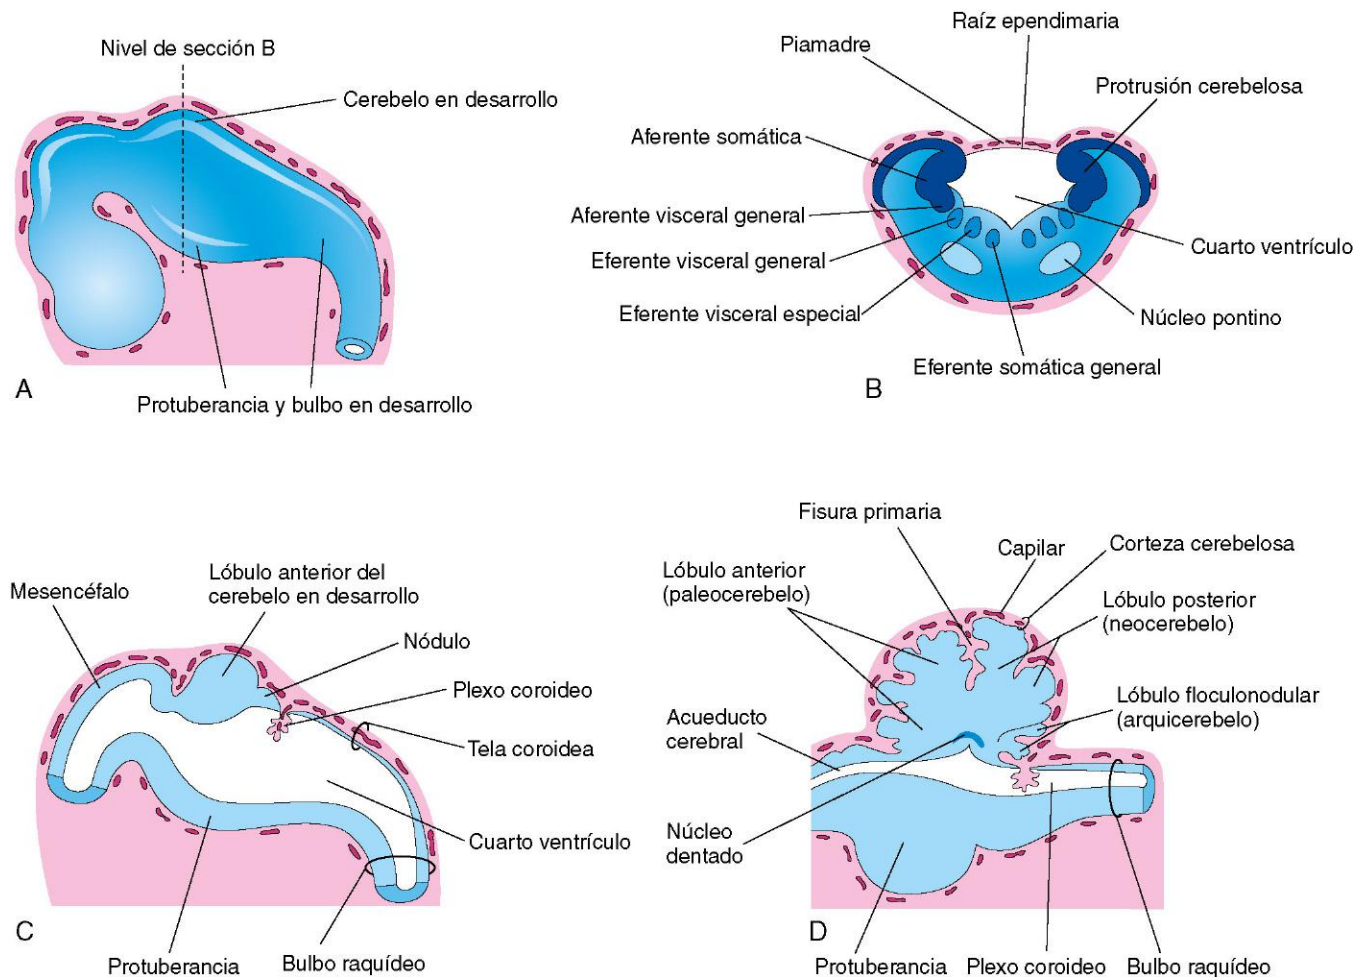 Nivel de sección B
Cerebelo en desarrollo
Protuberancia y bulbo en desarrollo
A
Raíz ependimaria
Piamadre
Protrusión cerebelosa
Aferente somática
Aferente visceral general
Eferente visceral general
Eferente visceral especial
Eferente somática general
Cuarto ventrículo
Núcleo pontino
B
Mesencéfalo
Lóbulo anterior del
cerebelo en desarrollo
Nódulo
Plexo coroideo
Tela coroidea
Cuarto ventrículo
Bulbo raquídeo
Protuberancia
C
Fisura primaria
Capilar
Corteza cerebelosa
Lóbulo anterior
(paleocerebelo)
Lóbulo posterior
(neocerebelo)
Lóbulo floculonodular
(arquicerebelo)
Acueducto
cerebral
Núcleo
dentado
D
Protuberancia
Plexo coroideo
Bulbo raquídeo